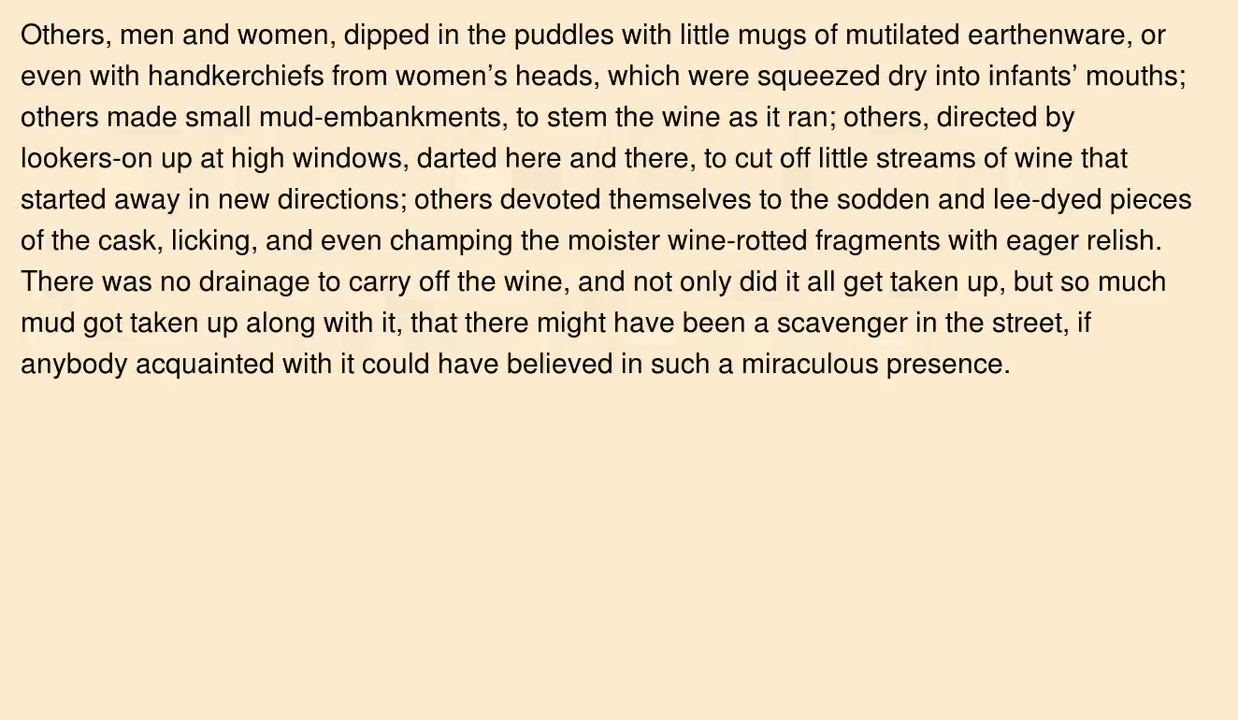 Others, men and women, dipped in the puddles with little mugs of mutilated earthenware, or
even with handkerchiefs from women’s heads, which were squeezed dry into infants’ mouths;
others made small mud-embankments, to stem the wine as it ran; others, directed by
lookers-on up at high windows, darted here and there, to cut off little streams of wine that
started away in new directions; others devoted themselves to the sodden and lee-dyed pieces
of the cask, licking, and even champing the moister wine-rotted fragments with eager relish.
There was no drainage to carry off the wine, and not only did it all get taken up, but so much
mud got taken up along with it, that there might have been a scavenger in the street, if
anybody acquainted with it could have believed in such a miraculous presence.